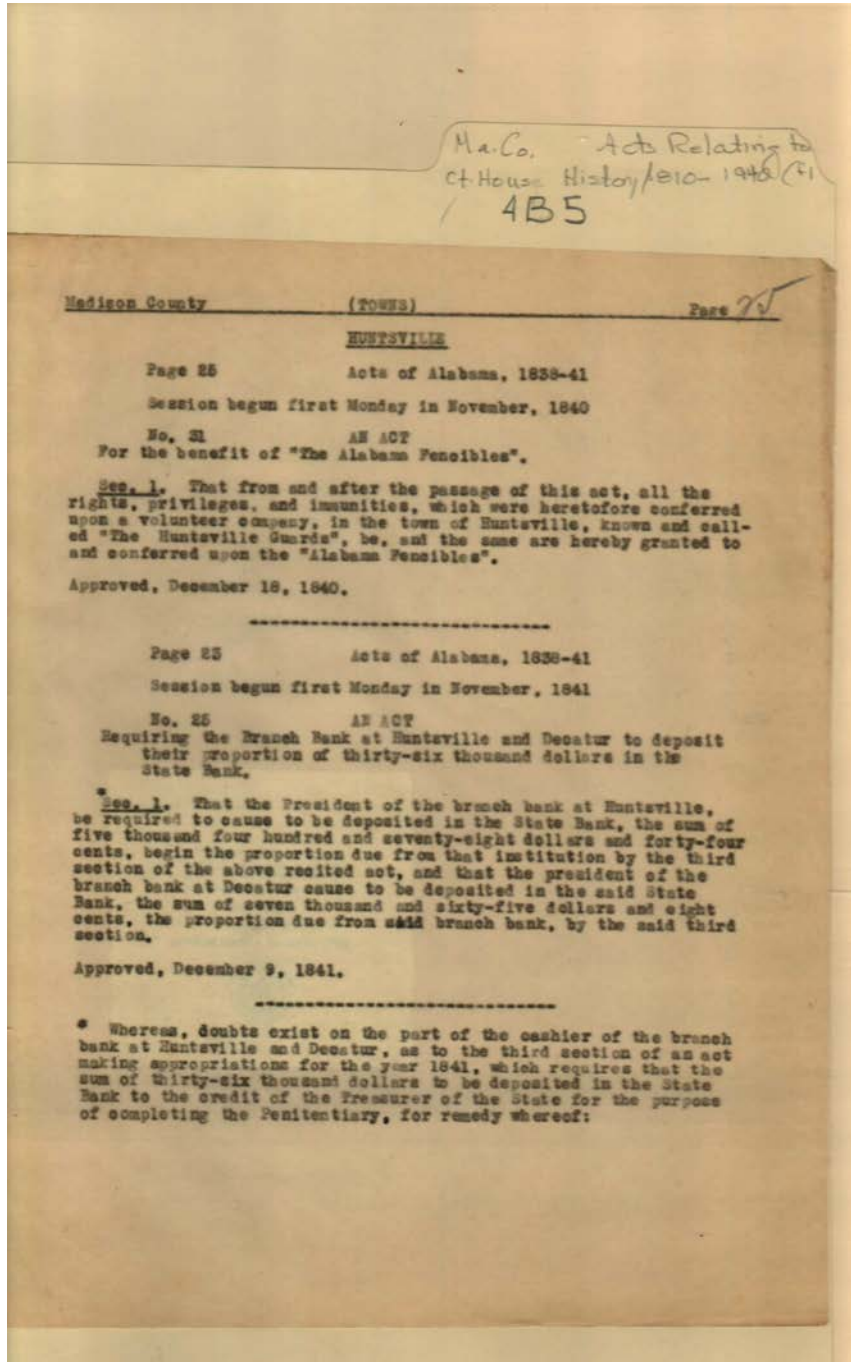 Ma.Co. Acts Relating to
Ct. House History 1810-1940
4B5
Madison County (TOWNS) Page 25
HUNTSVILLE
Page 25 Acts of Alabama, 1838-41
Session begun first Monday in November, 1840
No. 31 AN ACT
For the benefit of "The Alabama Fencibles".
Sec. 1. That from and after the passage of this act, all the
rights, privileges, and immunities, which were heretofore conferred
upon a volunteer company, in the town of Huntsville, known and call-
ed "The Huntsville Guards", be, and the same are hereby granted to
and conferred upon the "Alabama Fencibles".
Approved, December 18, 1840.
Page 23 Acts of Alabama, 1838-41
Session begun first Monday in November, 1841
No. 25 AN ACT
Requiring the Branch Bank at Huntsville and Decatur to deposit
their proportion of thirty-six thousand dollars in the
State Bank.
*
Sec. 1. That the President of the branch bank at Huntsville,
be required to cause to be deposited in the State Bank, the sum of
five thousand four hundred and seventy-eight dollars and forty-four
cents, begin the proportion due from that institution by the third
section of the above recited act, and that the president of the
branch bank at Decatur cause to be deposited in the said State
Bank, the sum of seven thousand and sixty-five dollars and eight
cents, the proportion due from said branch bank, by the said third
section.
Approved, December 9, 1841.
* Whereas, doubts exist on the part of the cashier of the branch
bank at Huntsville and Decatur, as to the third section of an act
making appropriations for the year 1841, which requires that the
sum of thirty-six thousand dollars to be deposited in the State
Bank to the credit of the Treasurer of the State for the purpose
of completing the Penitentiary, for remedy whereof: